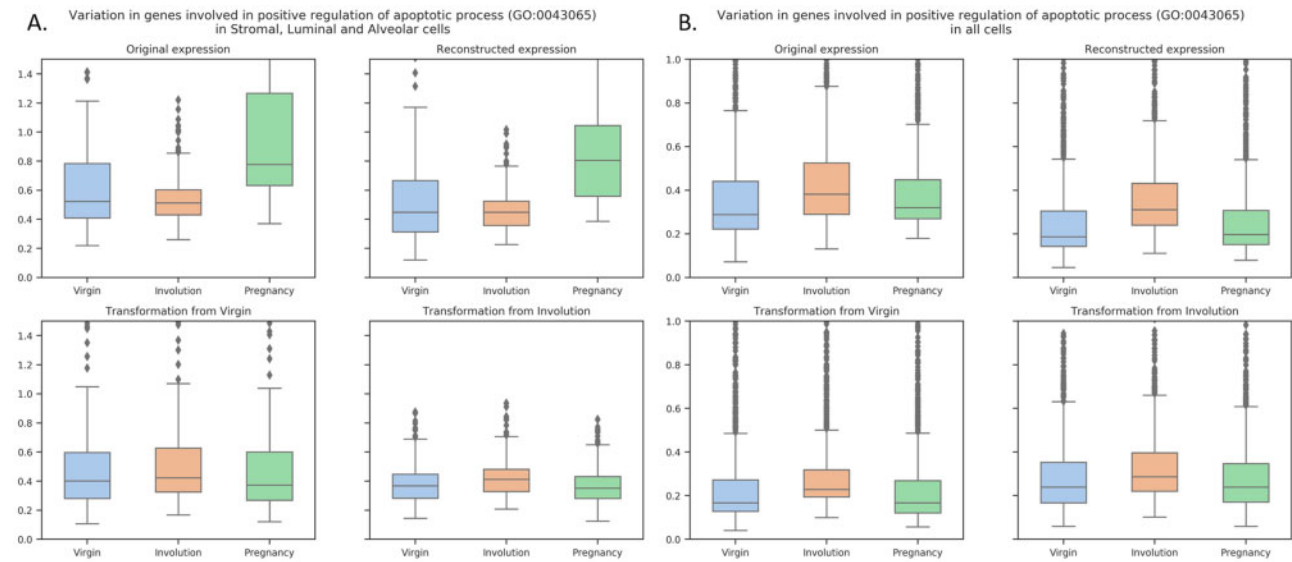 A.
Variation in genes involved in positive regulation of apoptotic process (GO:0043065)
in Stromal, Luminal and Alveolar cells
Original expression
Reconstructed expression
1.4
1.2
1.0
0.8
0.6
0.4
0.2
0.0
Virgin
Involution
Pregnancy
Virgin
Involution
Pregnancy
Transformation from Virgin
Transformation from Involution
1.4
1.2
1.0
0.8
0.6
0.4
0.2
0.0
Virgin
Involution
Pregnancy
Virgin
Involution
Pregnancy
B.
Variation in genes involved in positive regulation of apoptotic process (GO:0043065)
in all cells
Original expression
Reconstructed expression
1.0
0.8
0.6
0.4
0.2
0.0
Virgin
Involution
Pregnancy
Virgin
Involution
Pregnancy
Transformation from Virgin
Transformation from Involution
1.0
0.8
0.6
0.4
0.2
0.0
Virgin
Involution
Pregnancy
Virgin
Involution
Pregnancy